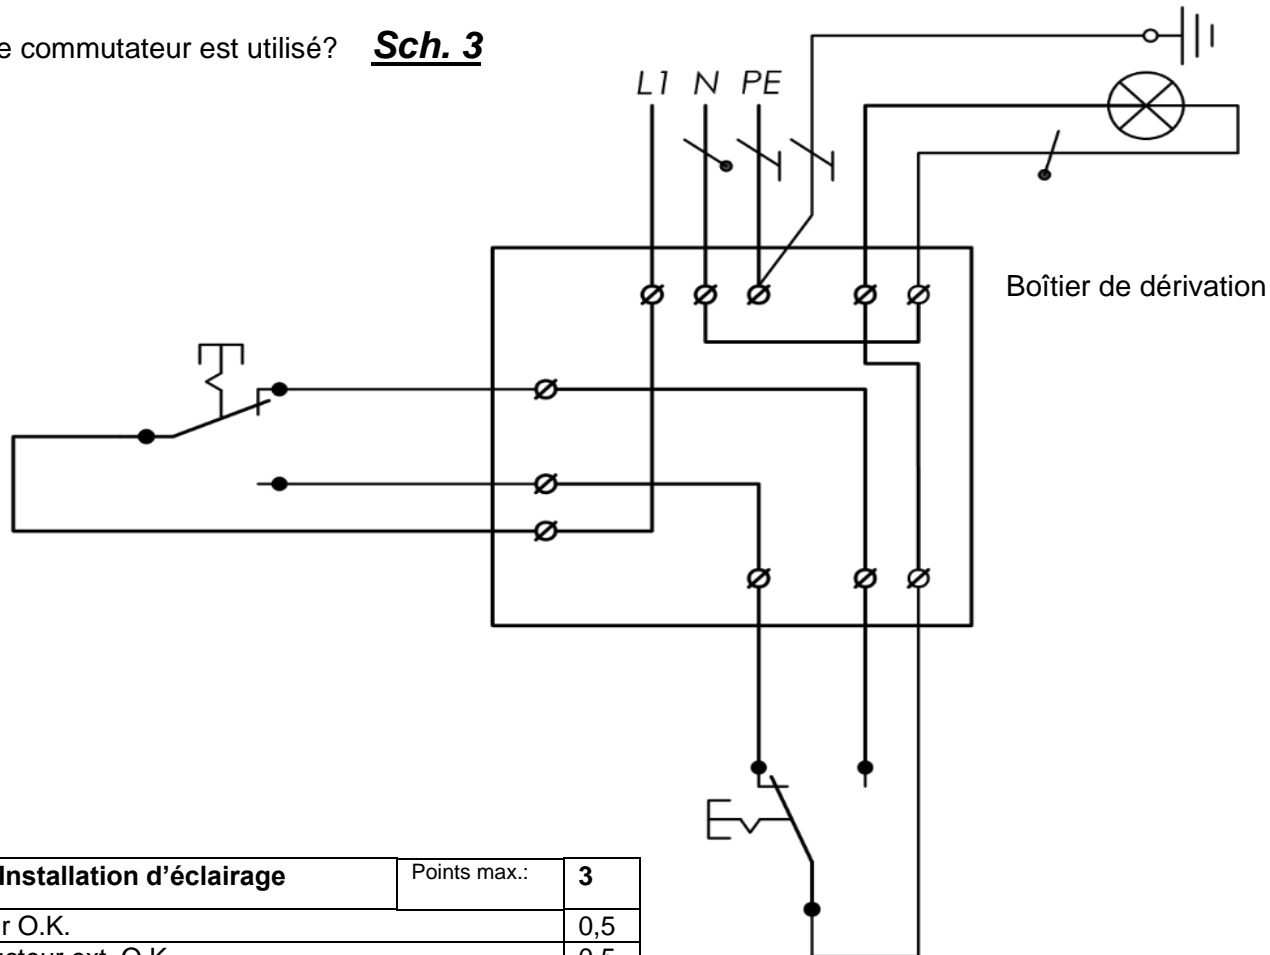 e commutateur est utilisé? Sch. 3
L1 N PE
Boîtier de dérivation
Installation d'éclairage Points max.: 3
r O.K. 0,5